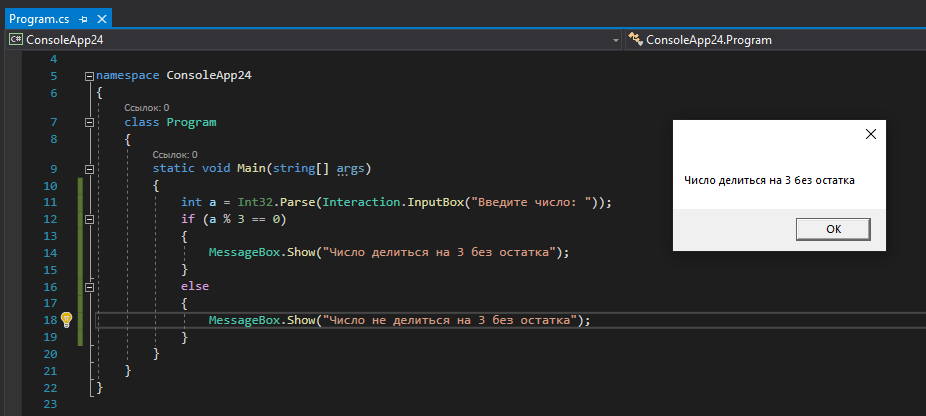 Program.cs
ConsoleApp24
ConsoleApp24.Program
4
5 namespace ConsoleApp24
6 {
Ссылок: 0
7 class Program
8 {
Ссылок: 0
9 static void Main(string[] args)
10 {
11 int a = Int32.Parse(Interaction.InputBox("Введите число: "));
12 if (a % 3 == 0)
13 {
14 MessageBox.Show("Число делиться на 3 без остатка");
15 }
16 else
17 {
18 MessageBox.Show("Число не делиться на 3 без остатка");
19 }
20 }
21 }
22 }
23
Число делиться на 3 без остатка
OK